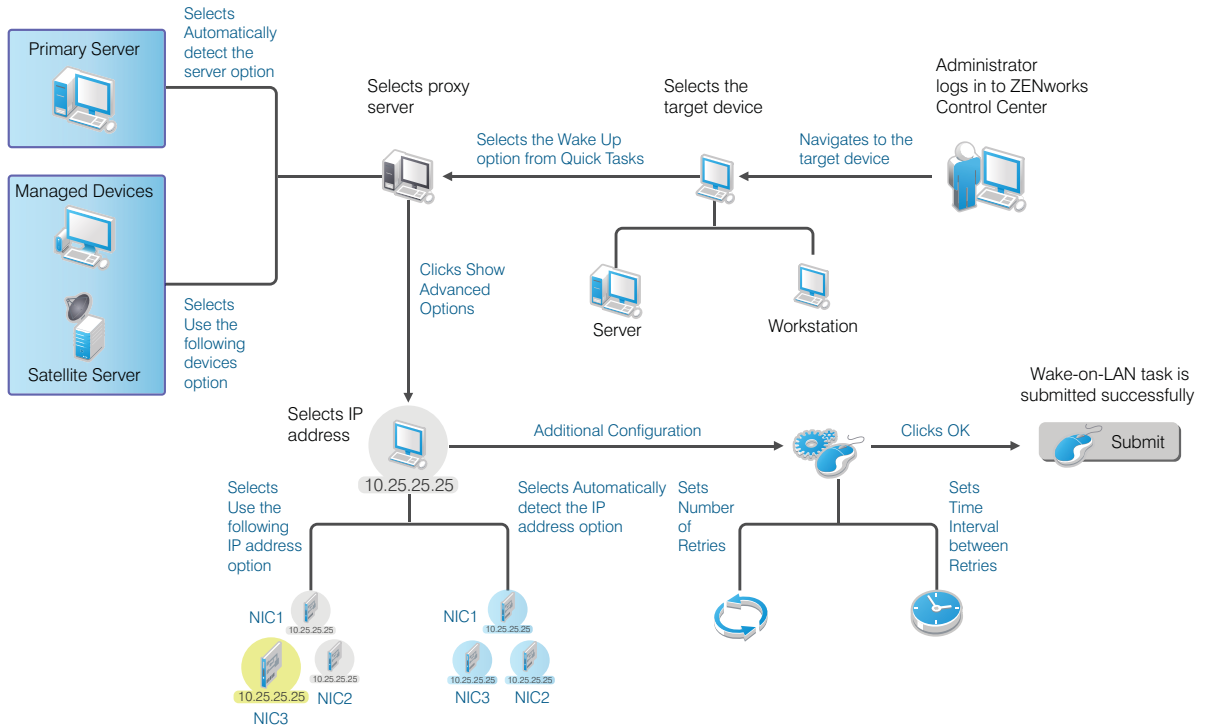 Selects
Automatically
detect the
server option
Primary Server
Managed Devices
Satellite Server
Selects
Use the
following
devices
option
Selects proxy
server
Selects the Wake Up
option from Quick Tasks
Selects the
target device
Navigates to the
target device
Administrator
logs in to ZENworks
Control Center
Server
Workstation
Clicks Show
Advanced
Options
Selects IP
address
10.25.25.25
Additional Configuration
Clicks OK
Wake-on-LAN task is
submitted successfully
Submit
Selects
Use the
following
IP address
option
Selects Automatically
detect the IP
address option
Sets
Number
of
Retries
Sets
Time
Interval
between
Retries
NIC1
10.25.25.25
10.25.25.25
NIC2
10.25.25.25
NIC3
NIC1
10.25.25.25
10.25.25.25
NIC3
10.25.25.25
NIC2